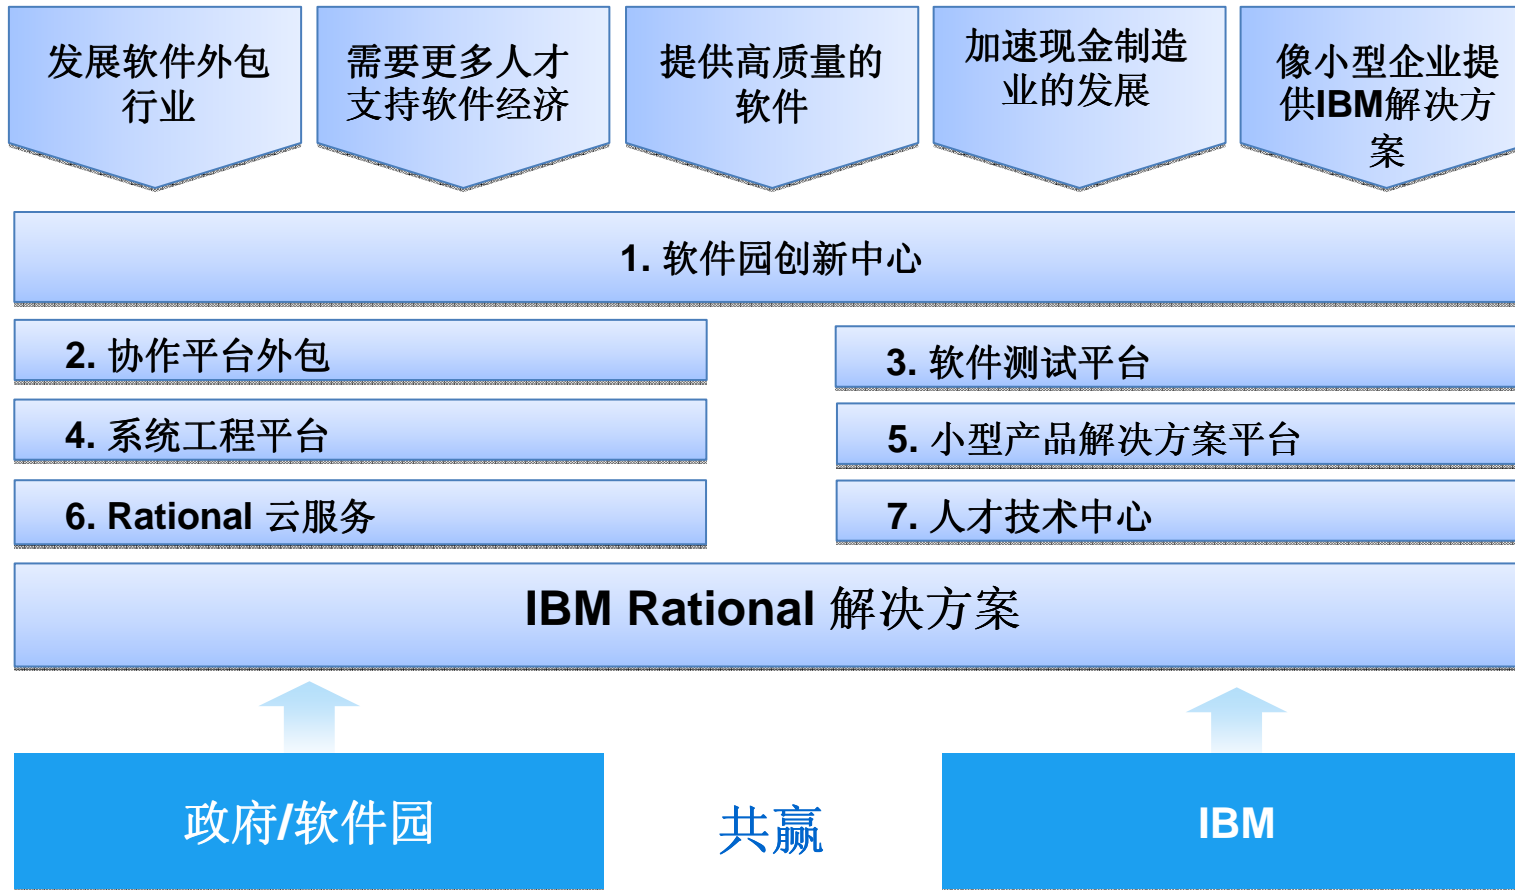 发展软件外包
行业
需要更多人才
支持软件经济
提供高质量的
软件
加速现金制造
业的发展
像小型企业提
供IBM解决方
案
1. 软件园创新中心
2. 协作平台外包
3. 软件测试平台
4. 系统工程平台
5. 小型产品解决方案平台
6. Rational 云服务
7. 人才技术中心
IBM Rational 解决方案
政府/软件园
共赢
IBM